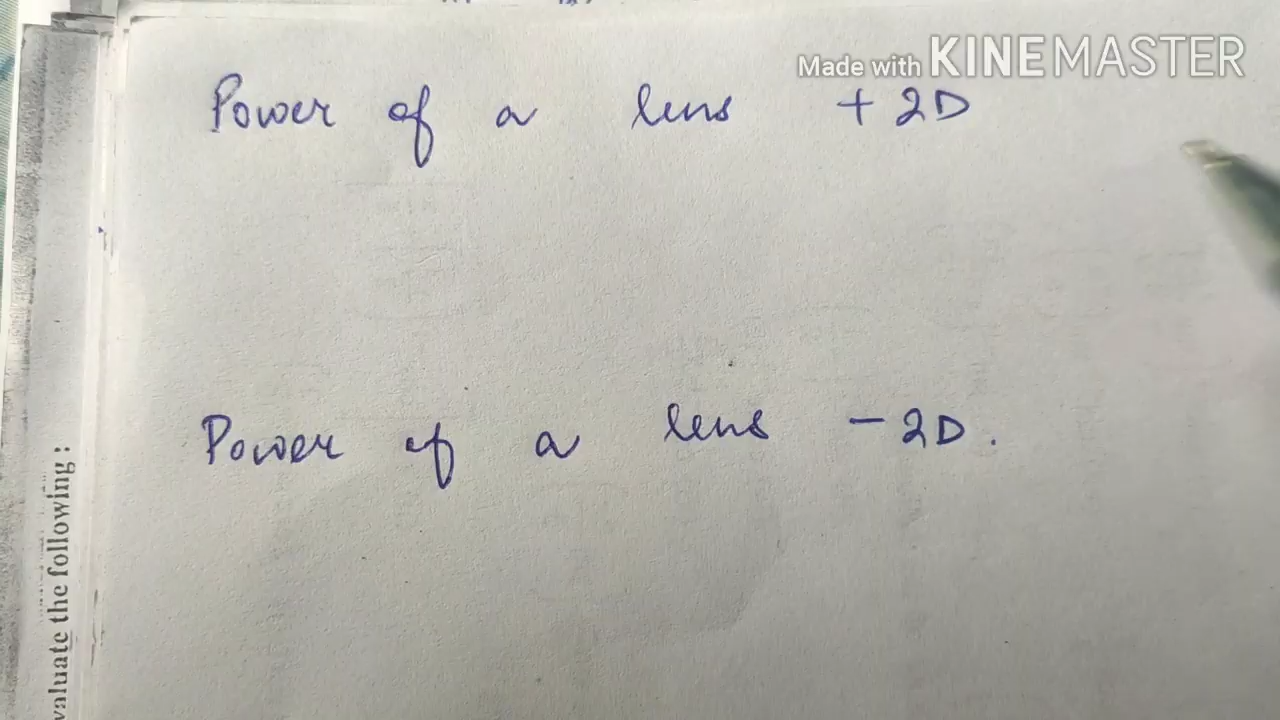 Made with KINEMASTER
Power of a lens + 2D
Power of a lens - 2D.
valuate the following :